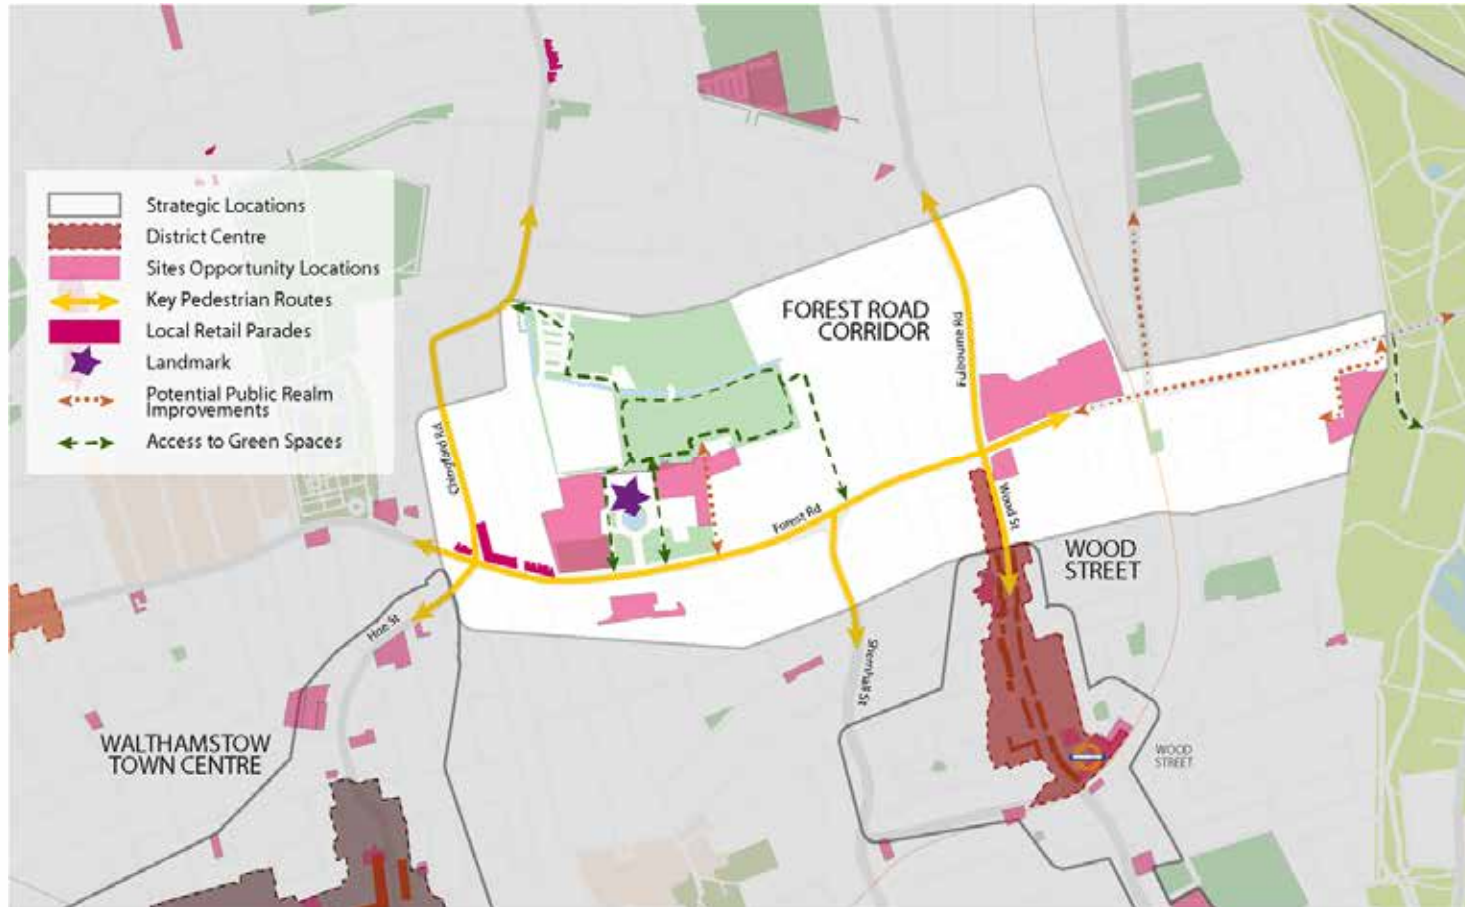 Strategic Locations
District Centre
Sites Opportunity Locations
Key Pedestrian Routes
Local Retail Parades
Landmark
Potential Public Realm
Improvements
Access to Green Spaces
FOREST ROAD
CORRIDOR
Fulbourne Rd
Chingford Rd
Forest Rd
Wood St
WOOD
STREET
Hoe St
Shernhall St
WALTHAMSTOW
TOWN CENTRE
WOOD
STREET